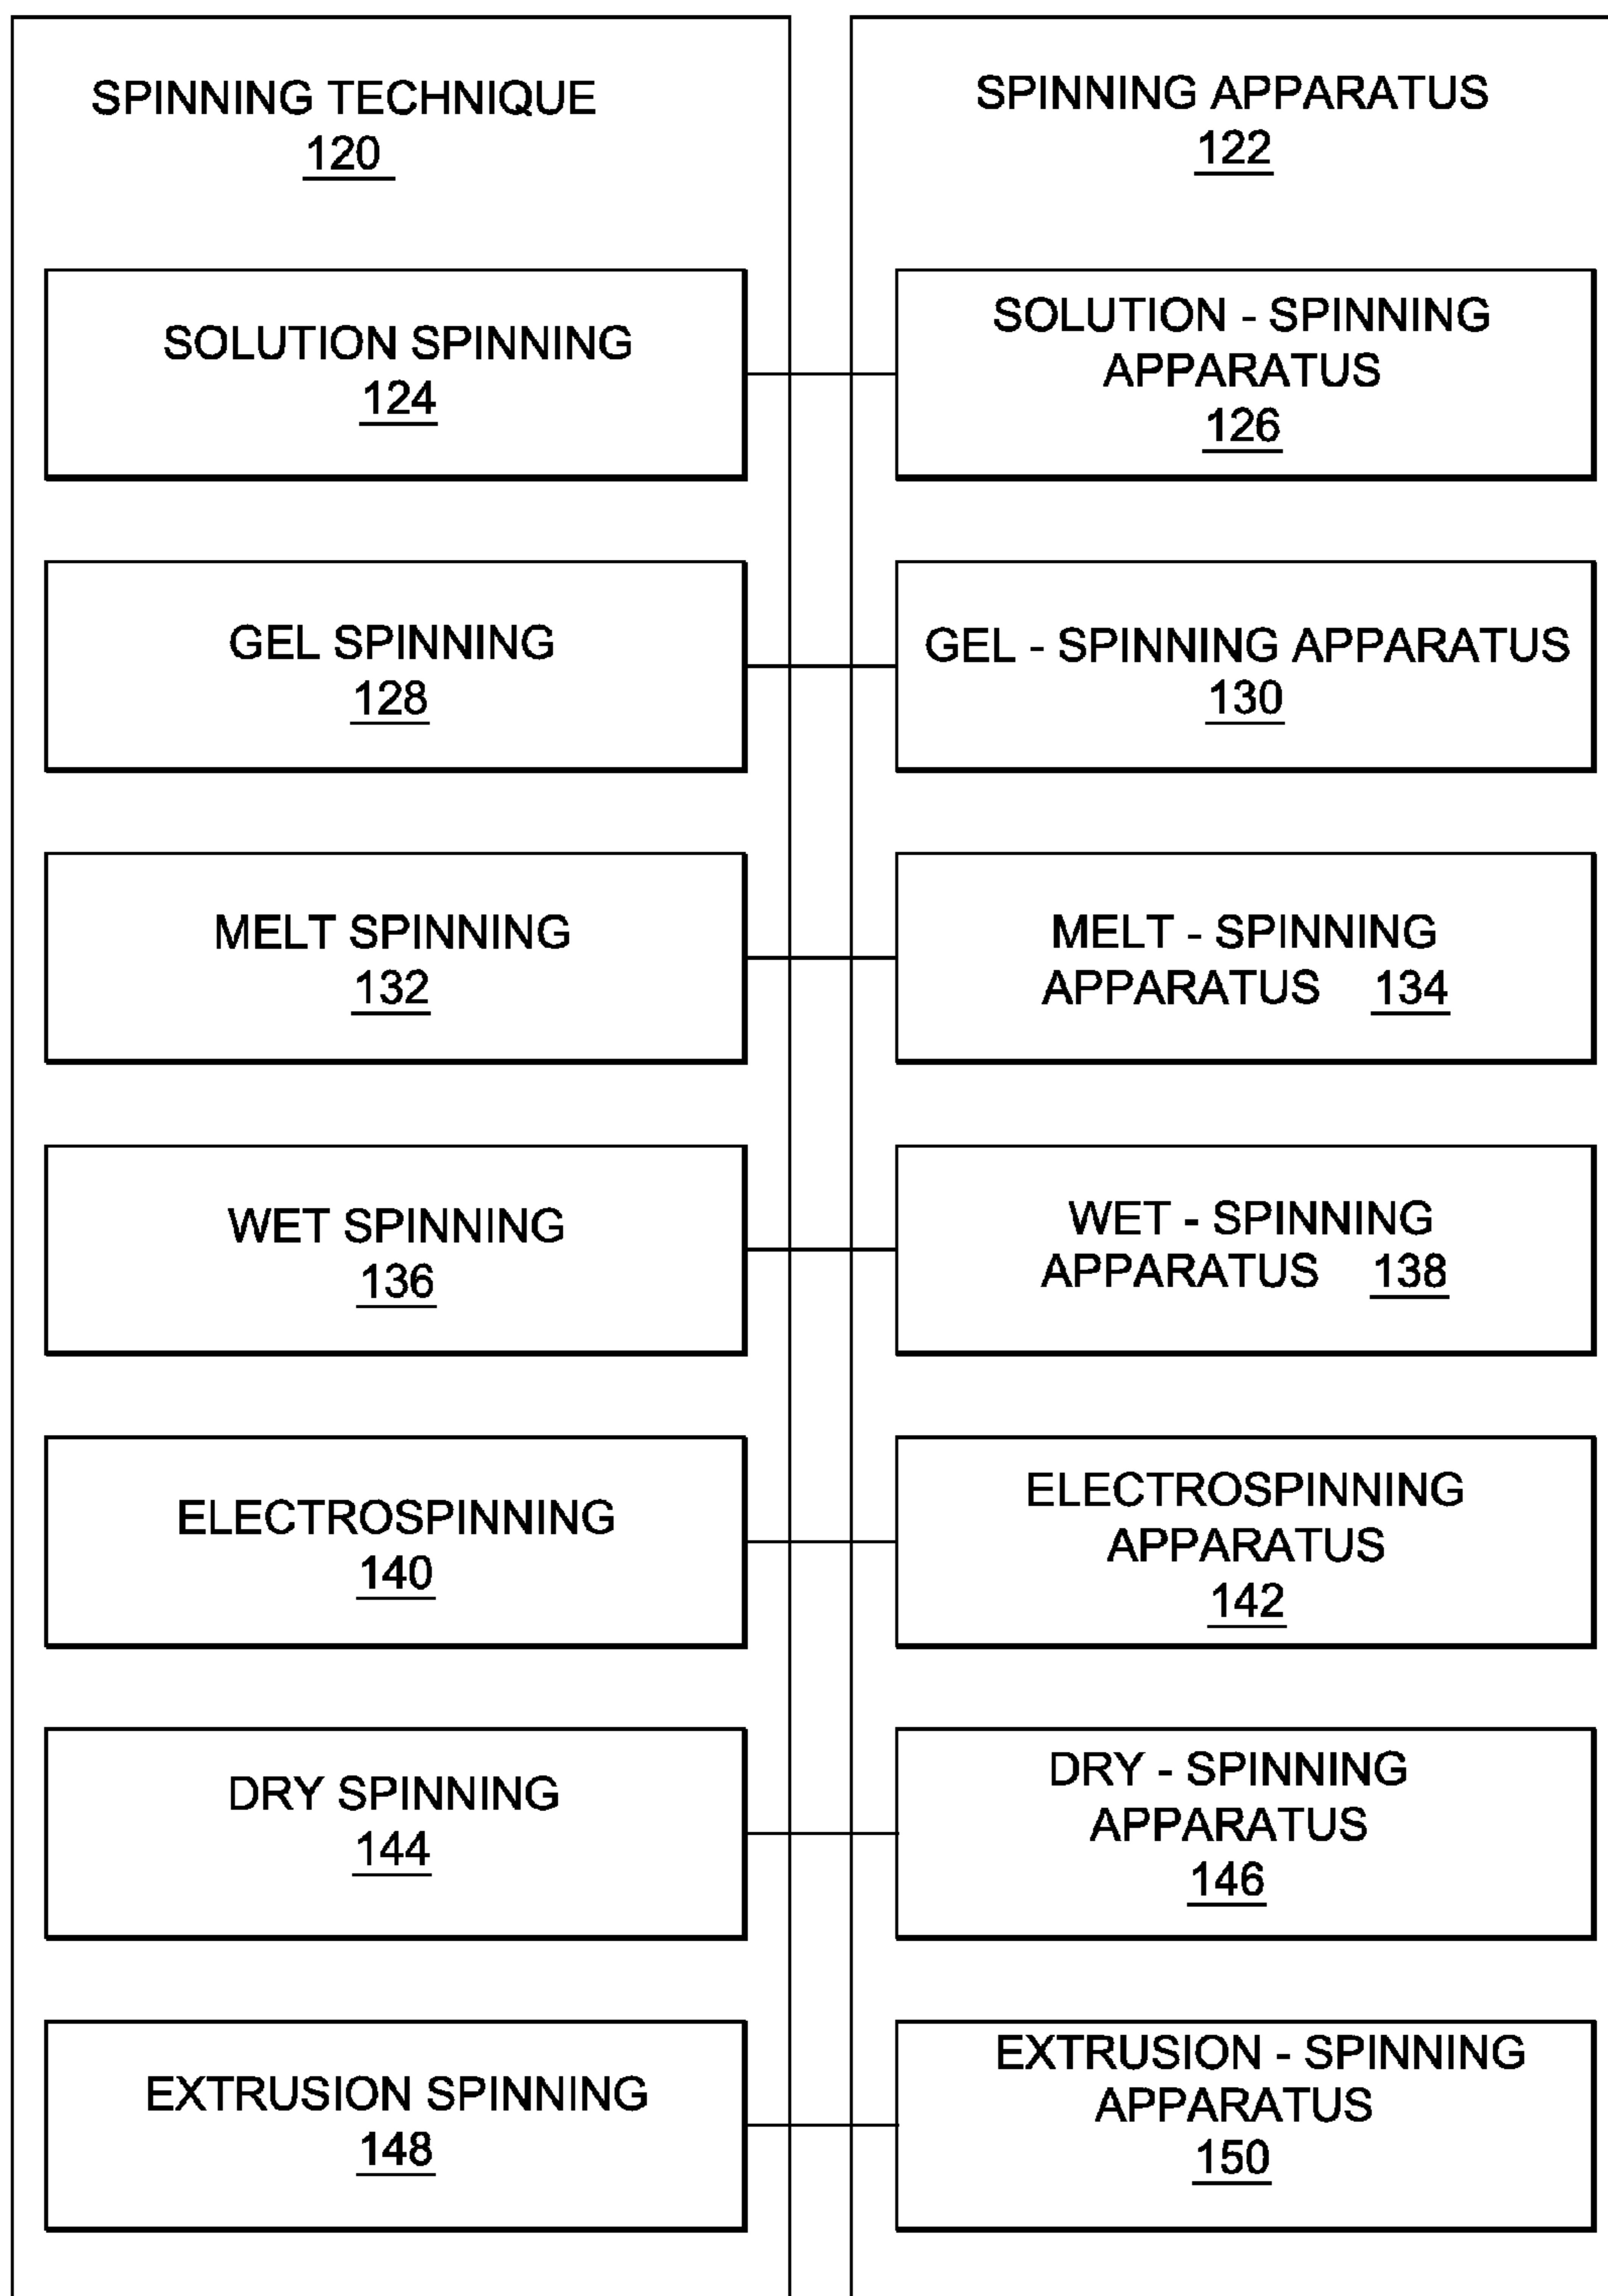 SPINNING TECHNIQUE
120
SPINNING APPARATUS
122
SOLUTION SPINNING
124
SOLUTION - SPINNING
APPARATUS
126
GEL SPINNING
128
GEL - SPINNING APPARATUS
130
MELT SPINNING
132
MELT - SPINNING
APPARATUS 134
WET SPINNING
136
WET - SPINNING
APPARATUS 138
ELECTROSPINNING
140
ELECTROSPINNING
APPARATUS
142
DRY SPINNING
144
DRY - SPINNING
APPARATUS
146
EXTRUSION SPINNING
148
EXTRUSION - SPINNING
APPARATUS
150